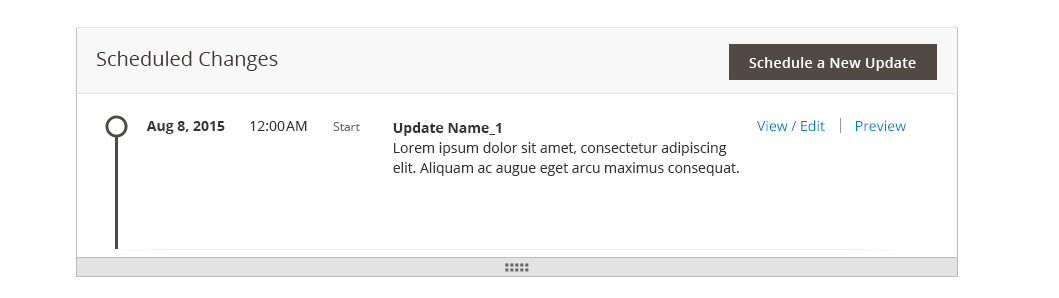 Scheduled Changes
Schedule a New Update
Aug 8, 2015 12:00AM Start Update Name_1 View / Edit Preview
Lorem ipsum dolor sit amet, consectetur adipiscing
elit. Aliquam ac augue eget arcu maximus consequat.